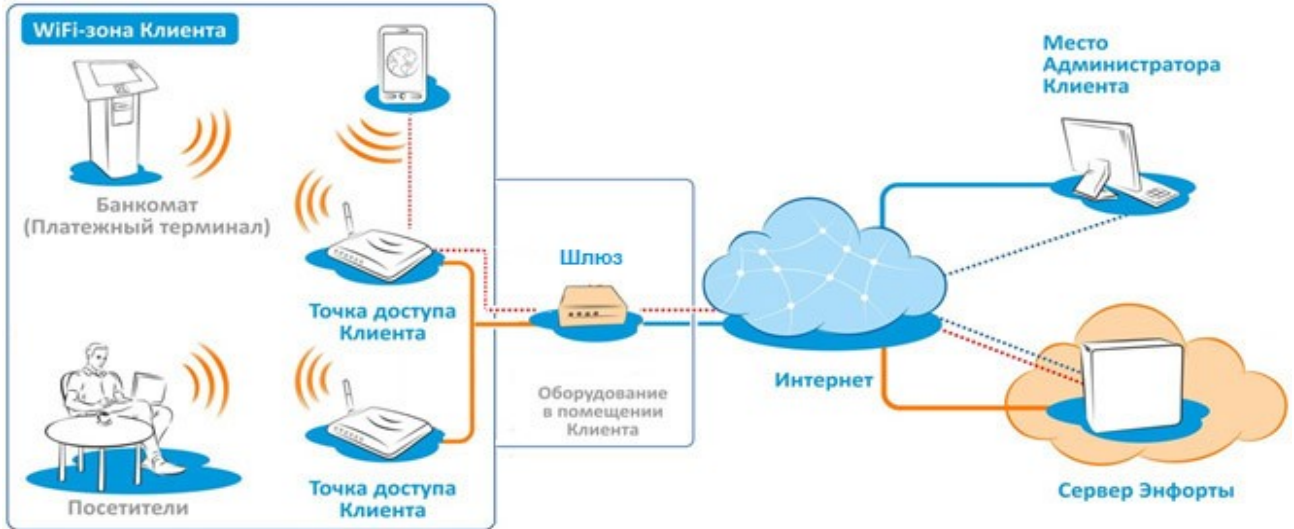 WiFi-зона Клиента
Банкомат
(Платежный терминал)
Точка доступа
Клиента
Посетители
Точка доступа
Клиента
Шлюз
Оборудование
в помещении
Клиента
Интернет
Место
Администратора
Клиента
Сервер Энфорты